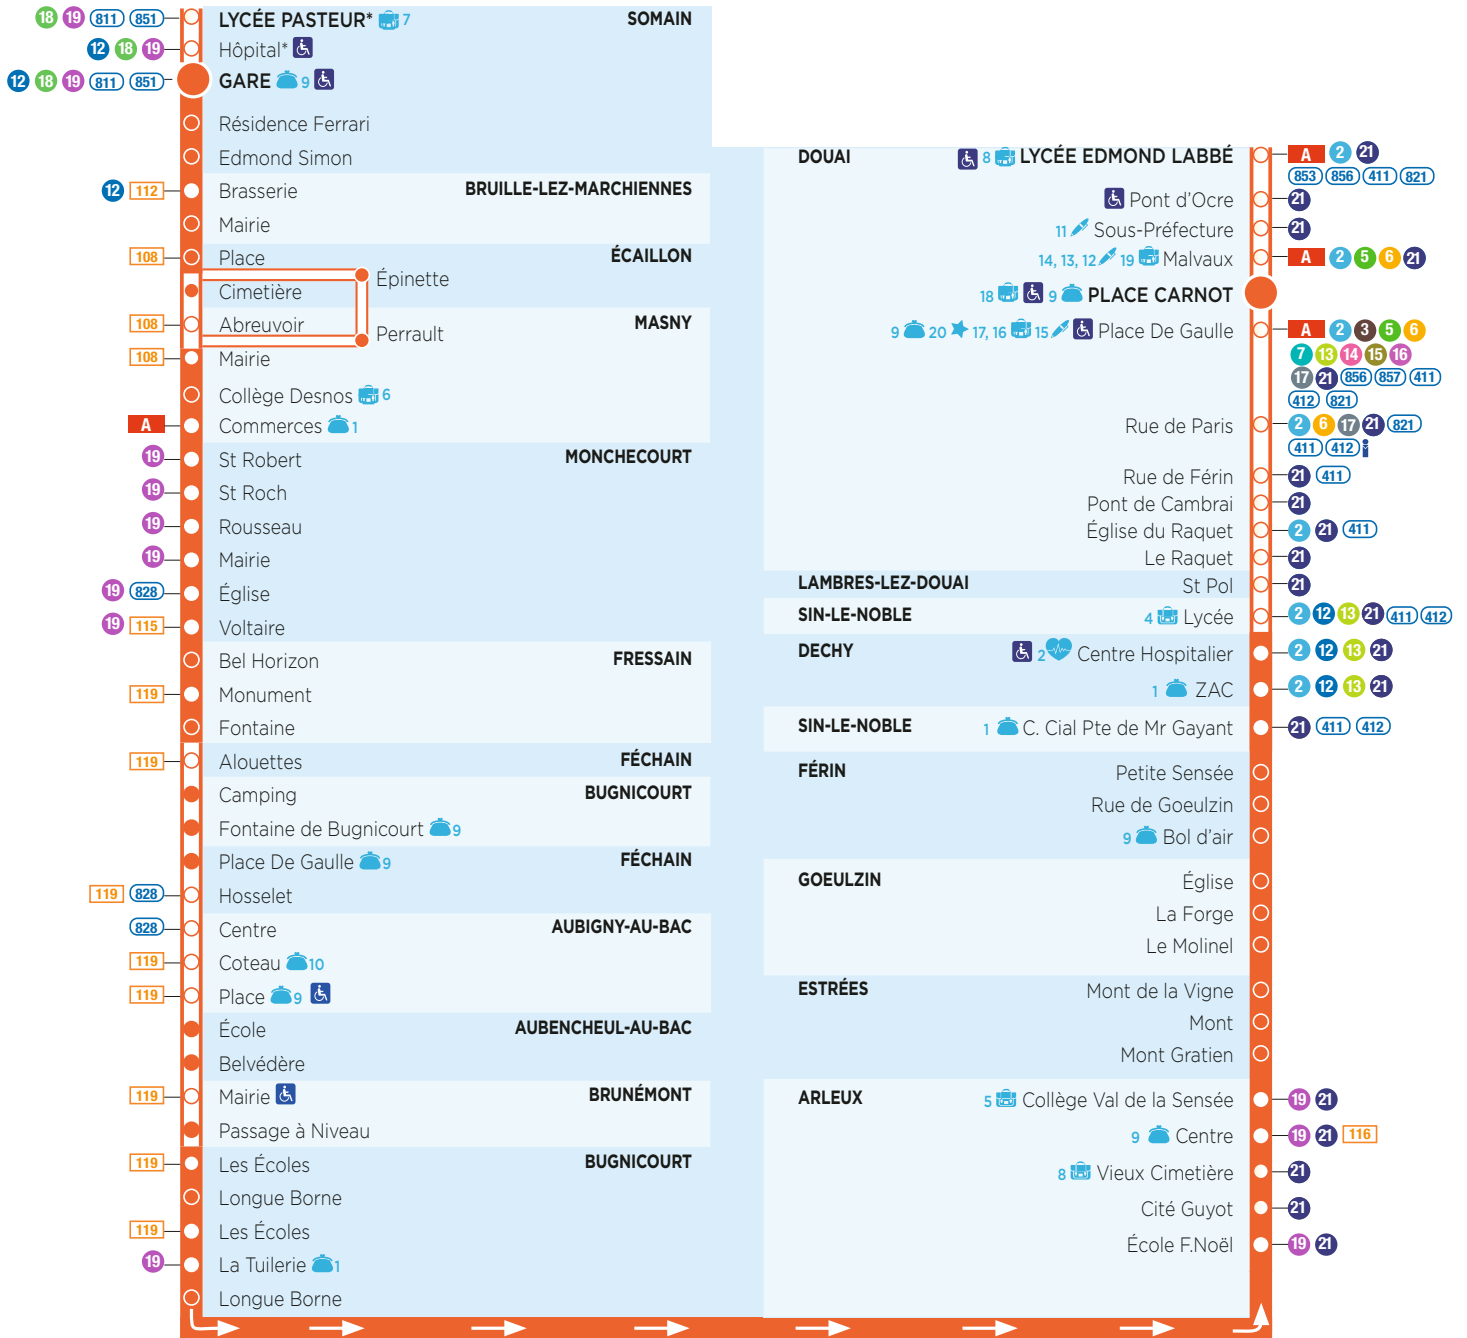 18 19 811 851 LYCÉE PASTEUR* 7 SOMAIN
12 18 19 Hôpital*
12 18 19 811 851 GARE 9
Résidence Ferrari
Edmond Simon
12 112 Brasserie BRUILLE-LEZ-MARCHIENNES
Mairie
108 Place ÉCAILLON
Épinette
Cimetière
108 Abreuvoir MASNY
Perrault
108 Mairie
Collège Desnos 6
A Commerces 1
19 St Robert MONCHECOURT
19 St Roch
19 Rousseau
19 Mairie
19 828 Église
19 115 Voltaire
Bel Horizon FRESSAIN
119 Monument
Fontaine
119 Alouettes FÉCHAIN
Camping BUGNICOURT
Fontaine de Bugnicourt 9
Place De Gaulle 9 FÉCHAIN
119 828 Hosselet
828 Centre AUBIGNY-AU-BAC
119 Coteau 10
119 Place 9
École AUBENCHEUL-AU-BAC
Belvédère
119 Mairie BRUNÉMONT
Passage à Niveau
119 Les Écoles BUGNICOURT
Longue Borne
119 Les Écoles
19 La Tuilerie 1
Longue Borne
DOUAI 8 LYCÉE EDMOND LABBÉ A 2 21
853 856 411 821
Pont d'Ocre 21
11 Sous-Préfecture 21
14, 13, 12 19 Malvaux A 2 5 6 21
18 9 PLACE CARNOT
9 20 17, 16 15 Place De Gaulle A 2 3 5 6
7 13 14 15 16
17 21 856 857 411
412 821
Rue de Paris 2 6 17 21 821
411 412
Rue de Férin 21 411
Pont de Cambrai 21
Église du Raquet 2 21 411
Le Raquet 21
LAMBRES-LEZ-DOUAI St Pol 21
SIN-LE-NOBLE 4 Lycée 2 12 13 21 411 412
DECHY 2 Centre Hospitalier 2 12 13 21
1 ZAC 2 12 13 21
SIN-LE-NOBLE 1 C. Cial Pte de Mr Gayant 21 411 412
FÉRIN Petite Sensée
Rue de Goeulzin
9 Bol d'air
GOEULZIN Église
La Forge
Le Molinel
ESTRÉES Mont de la Vigne
Mont
Mont Gratien
ARLEUX 5 Collège Val de la Sensée 19 21
9 Centre 19 21 116
8 Vieux Cimetière 21
Cité Guyot 21
École F.Noël 19 21